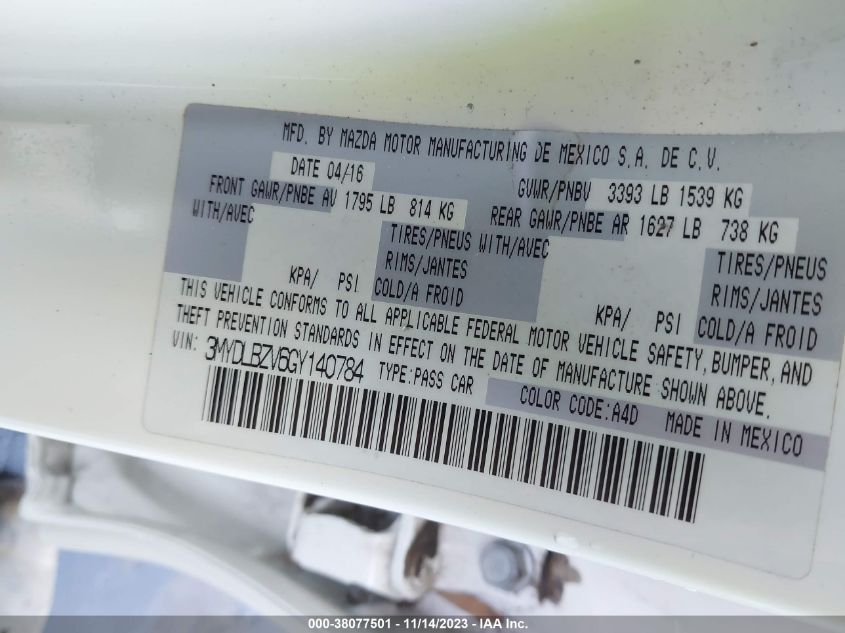 MFD. BY MAZDA MOTOR MANUFACTURING DE MEXICO S.A. DE C.V.
DATE 04/16 GVWR/PNBV 3393 LB 1539 KG
FRONT GAWR/PNBE AV 1795 LB 814 KG REAR GAWR/PNBE AR 1627 LB 738 KG
WITH/AVEC TIRES/PNEUS WITH/AVEC TIRES/PNEUS
RIMS/JANTES RIMS/JANTES
KPA/ PSI COLD/A FROID KPA/ PSI COLD/A FROID
THIS VEHICLE CONFORMS TO ALL APPLICABLE FEDERAL MOTOR VEHICLE SAFETY, BUMPER, AND
THEFT PREVENTION STANDARDS IN EFFECT ON THE DATE OF MANUFACTURE SHOWN ABOVE.
VIN: 3MYDLBZV6GY140784 TYPE:PASS CAR
COLOR CODE:A4D MADE IN MEXICO
000-38077501 - 11/14/2023 - IAA Inc.